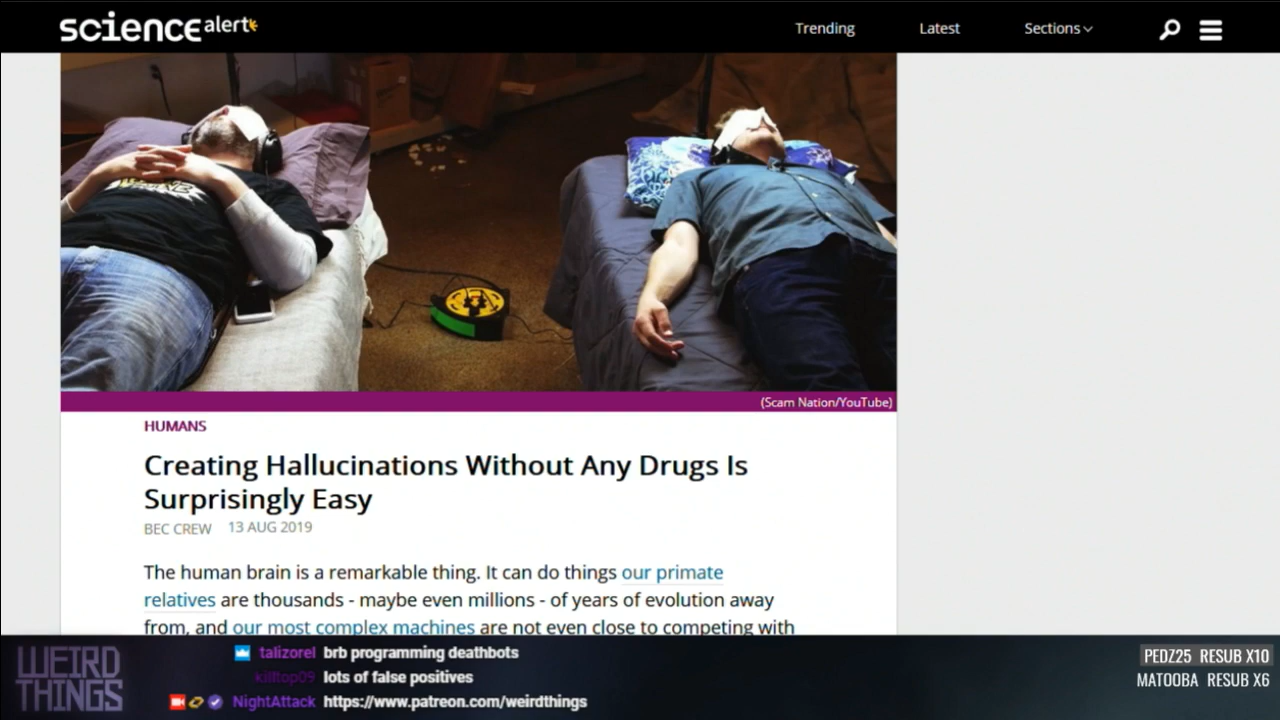 sciencealert
Trending
Latest
Sections
(Scam Nation/YouTube)
HUMANS
Creating Hallucinations Without Any Drugs Is
Surprisingly Easy
BEC CREW 13 AUG 2019
The human brain is a remarkable thing. It can do things our primate
relatives are thousands - maybe even millions - of years of evolution away
from, and our most complex machines are not even close to competing with
WEIRD
THINGS
talizorel brb programming deathbots
killtop09 lots of false positives
NightAttack https://www.patreon.com/weirdthings
PEDZ25 RESUB X10
MATOOBA RESUB X6